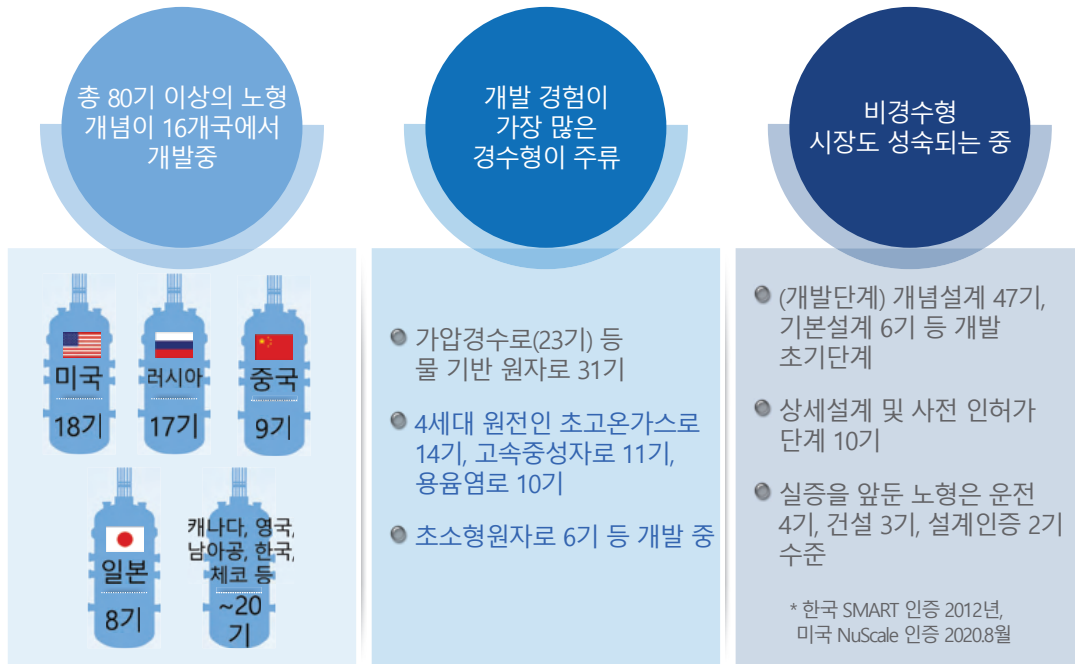 총 80기 이상의 노형
개념이 16개국에서
개발중
미국
18기
러시아
17기
중국
9기
일본
8기
캐나다, 영국,
남아공, 한국,
체코 등
~20
기
개발 경험이
가장 많은
경수형이 주류
가압경수로(23기) 등
물 기반 원자로 31기
4세대 원전인 초고온가스로
14기, 고속중성자로 11기,
용융염로 10기
초소형원자로 6기 등 개발 중
비경수형
시장도 성숙되는 중
(개발단계) 개념설계 47기,
기본설계 6기 등 개발
초기단계
상세설계 및 사전 인허가
단계 10기
실증을 앞둔 노형은 운전
4기, 건설 3기, 설계인증 2기
수준
* 한국 SMART 인증 2012년,
미국 NuScale 인증 2020.8월